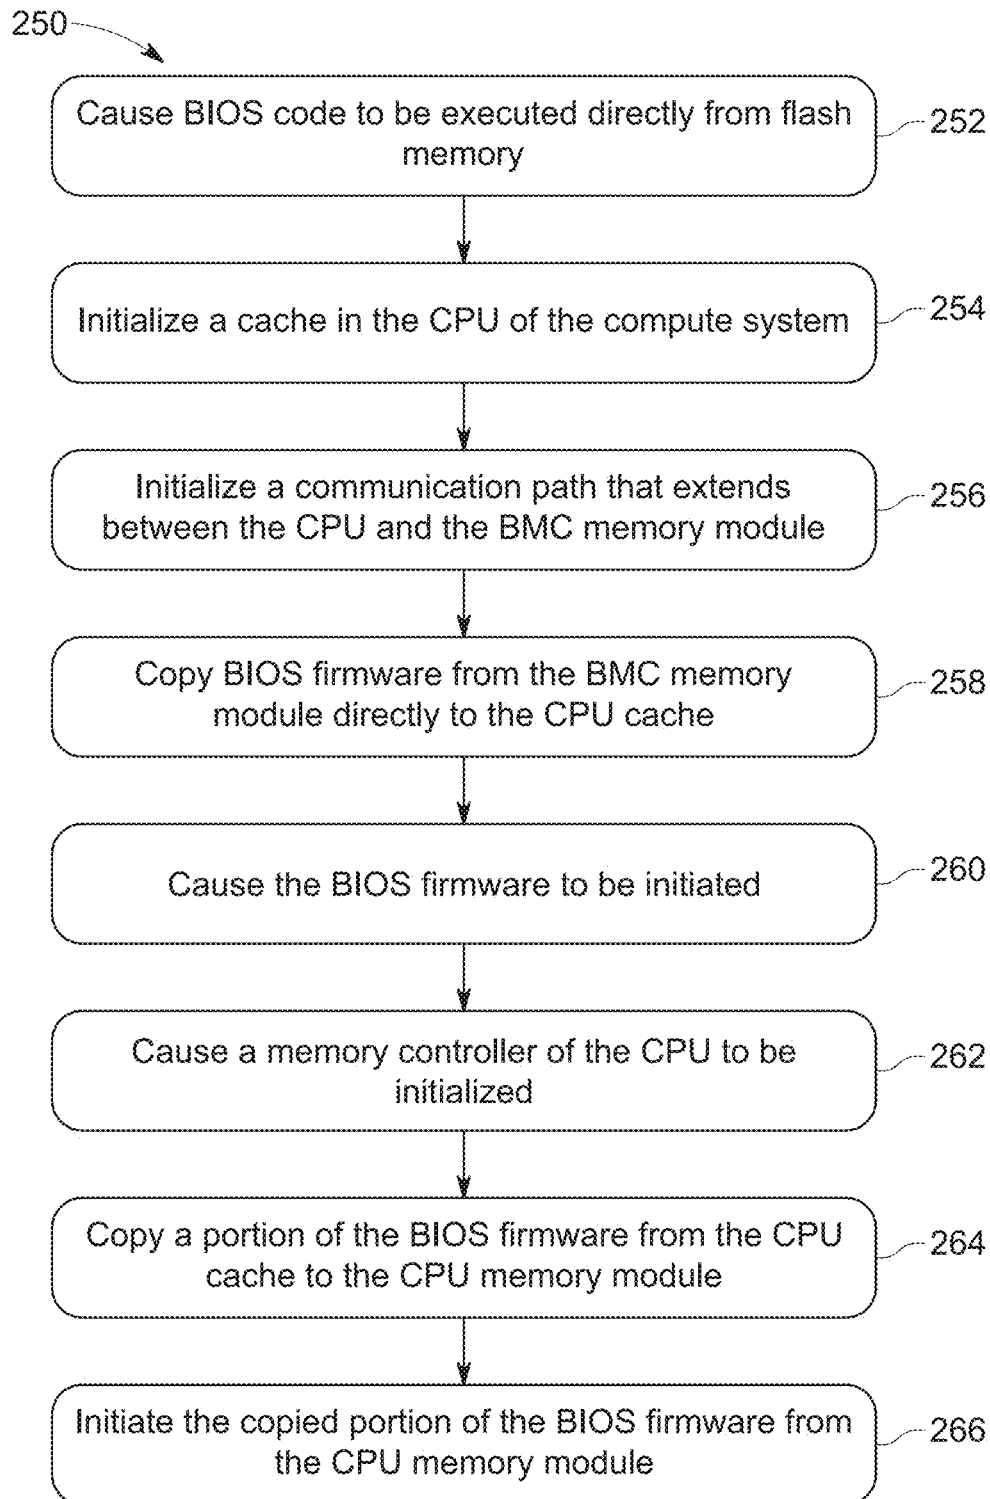 250
Cause BIOS code to be executed directly from flash
memory
252
Initialize a cache in the CPU of the compute system
254
Initialize a communication path that extends
between the CPU and the BMC memory module
256
Copy BIOS firmware from the BMC memory
module directly to the CPU cache
258
Cause the BIOS firmware to be initiated
260
Cause a memory controller of the CPU to be
initialized
262
Copy a portion of the BIOS firmware from the CPU
cache to the CPU memory module
264
Initiate the copied portion of the BIOS firmware from
the CPU memory module
266